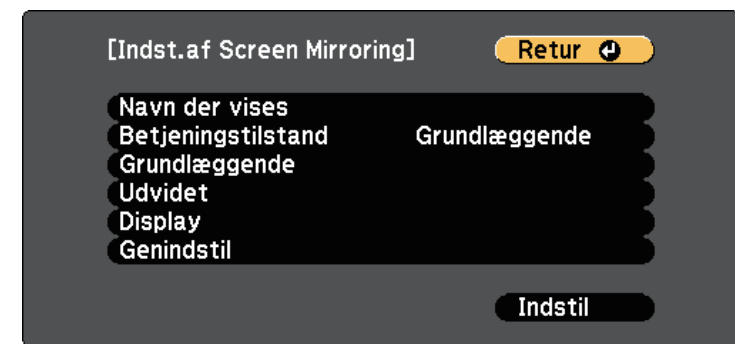 [Indst.af Screen Mirroring] Retur
Navn der vises
Betjeningstilstand Grundlæggende
Grundlæggende
Udvidet
Display
Genindstil
Indstil